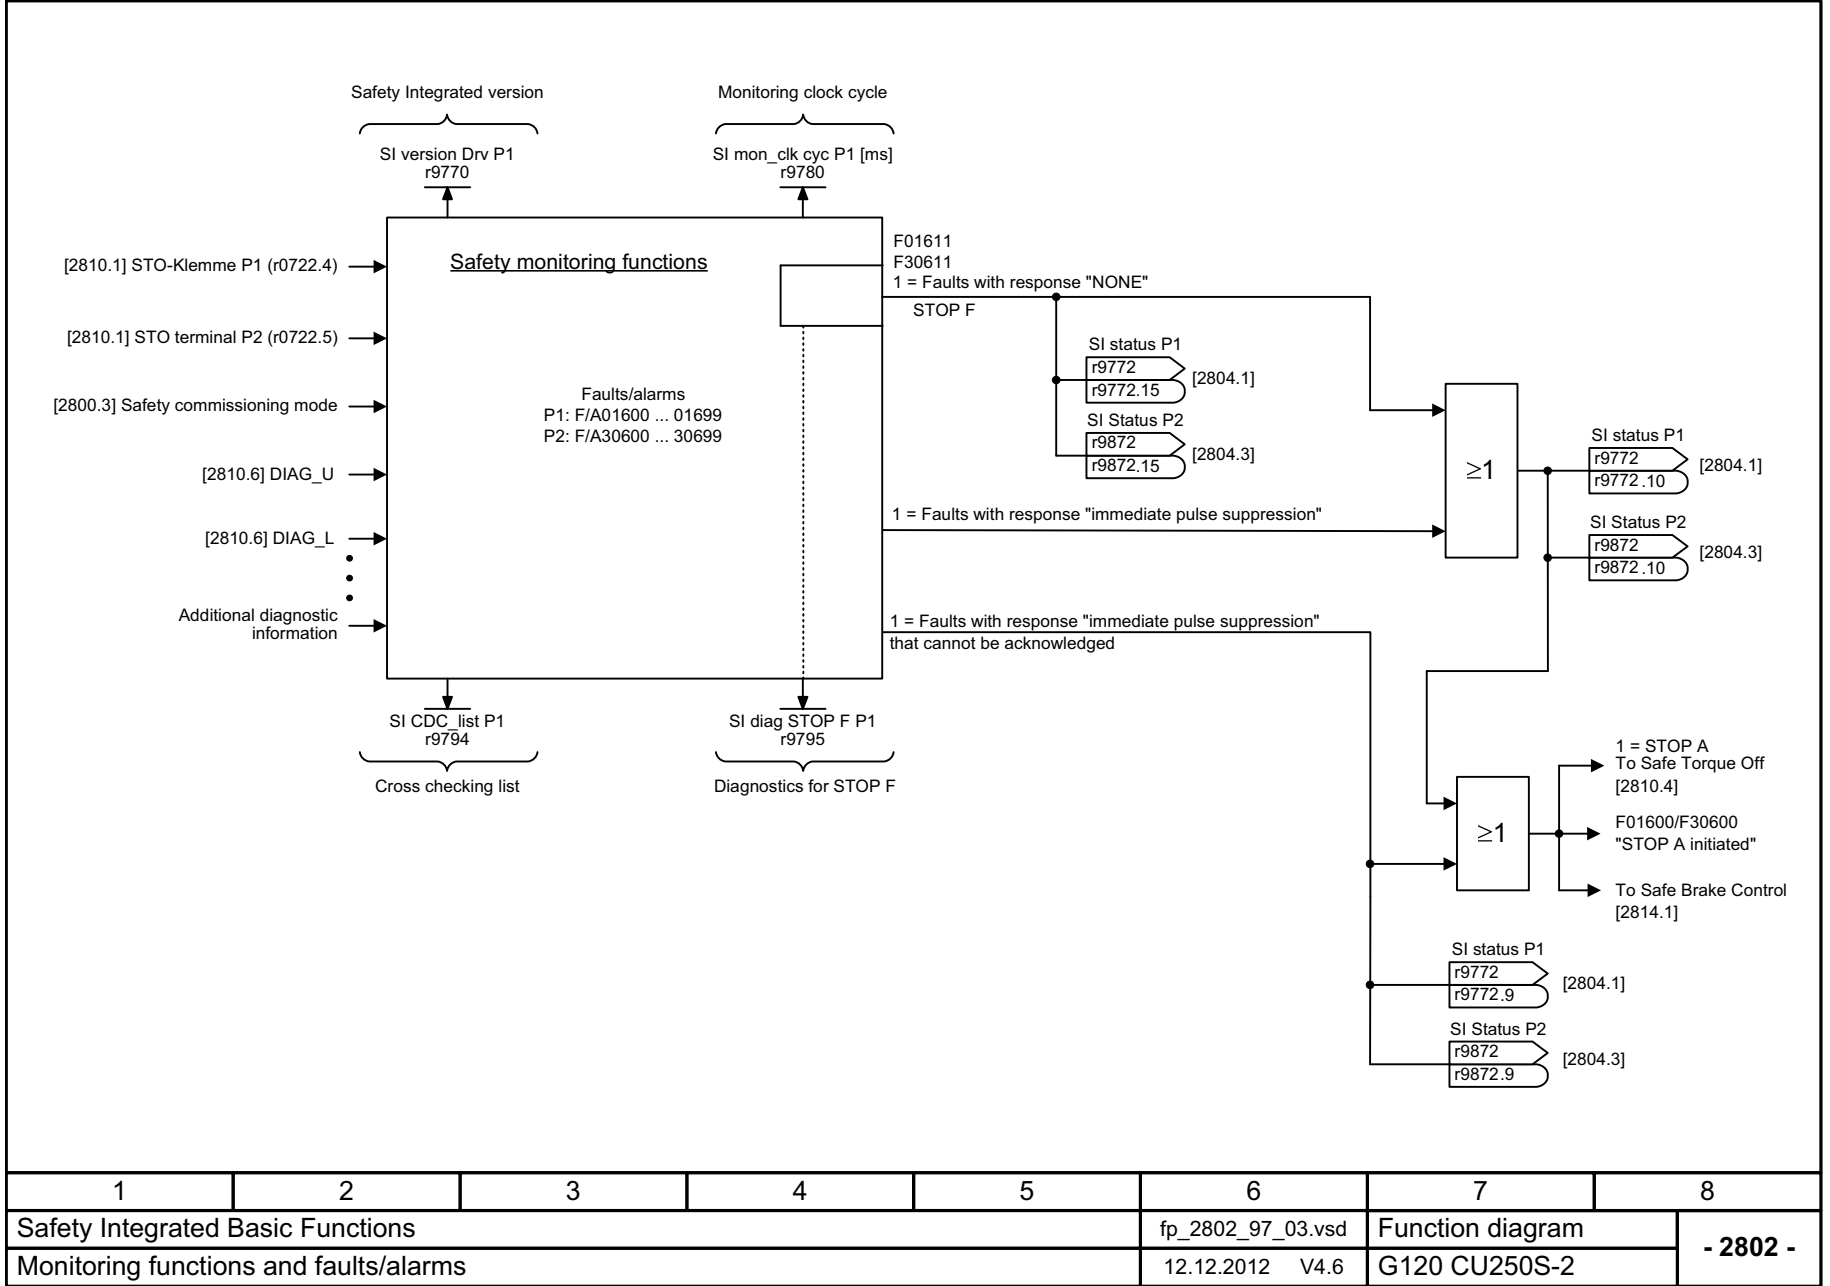 Safety Integrated version
Monitoring clock cycle
SI version Drv P1
r9770
SI mon_clk cyc P1 [ms]
r9780
[2810.1] STO-Klemme P1 (r0722.4)
[2810.1] STO terminal P2 (r0722.5)
[2800.3] Safety commissioning mode
[2810.6] DIAG_U
[2810.6] DIAG_L
Additional diagnostic
information
Safety monitoring functions
Faults/alarms
P1: F/A01600 ... 01699
P2: F/A30600 ... 30699
F01611
F30611
1 = Faults with response "NONE"
STOP F
SI status P1
r9772
r9772.15
[2804.1]
SI Status P2
r9872
r9872.15
[2804.3]
1 = Faults with response "immediate pulse suppression"
≥1
SI status P1
r9772
r9772.10
[2804.1]
SI Status P2
r9872
r9872.10
[2804.3]
1 = Faults with response "immediate pulse suppression"
that cannot be acknowledged
SI CDC_list P1
r9794
Cross checking list
SI diag STOP F P1
r9795
Diagnostics for STOP F
≥1
1 = STOP A
To Safe Torque Off
[2810.4]
F01600/F30600
"STOP A initiated"
To Safe Brake Control
[2814.1]
SI status P1
r9772
r9772.9
[2804.1]
SI Status P2
r9872
r9872.9
[2804.3]
1 2 3 4 5 6 7 8
Safety Integrated Basic Functions
fp_2802_97_03.vsd
Function diagram
- 2802 -
Monitoring functions and faults/alarms
12.12.2012 V4.6
G120 CU250S-2